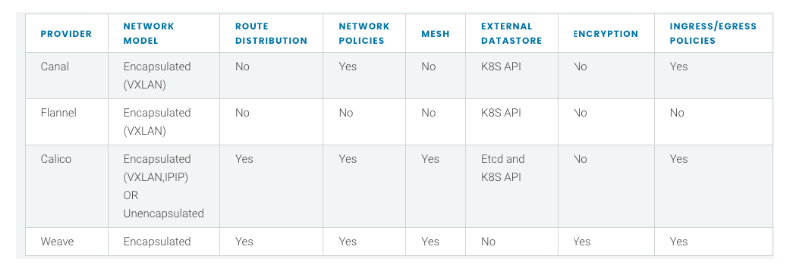 PROVIDER NETWORK MODEL ROUTE DISTRIBUTION NETWORK POLICIES MESH EXTERNAL DATASTORE ENCRYPTION INGRESS/EGRESS POLICIES
Canal Encapsulated (VXLAN) No Yes No K8S API No Yes
Flannel Encapsulated (VXLAN) No No No K8S API No No
Calico Encapsulated (VXLAN,IPIP) OR Unencapsulated Yes Yes Yes Etcd and K8S API No Yes
Weave Encapsulated Yes Yes Yes No Yes Yes